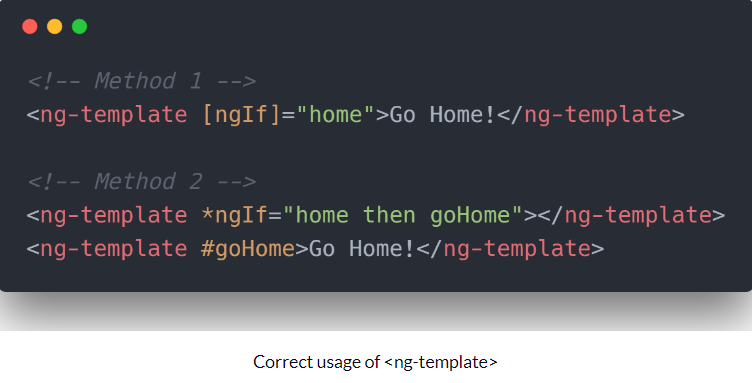 <!-- Method 1 -->
<ng-template [ngIf]="home">Go Home!</ng-template>
<!-- Method 2 -->
<ng-template *ngIf="home then goHome"></ng-template>
<ng-template #goHome>Go Home!</ng-template>
Correct usage of <ng-template>